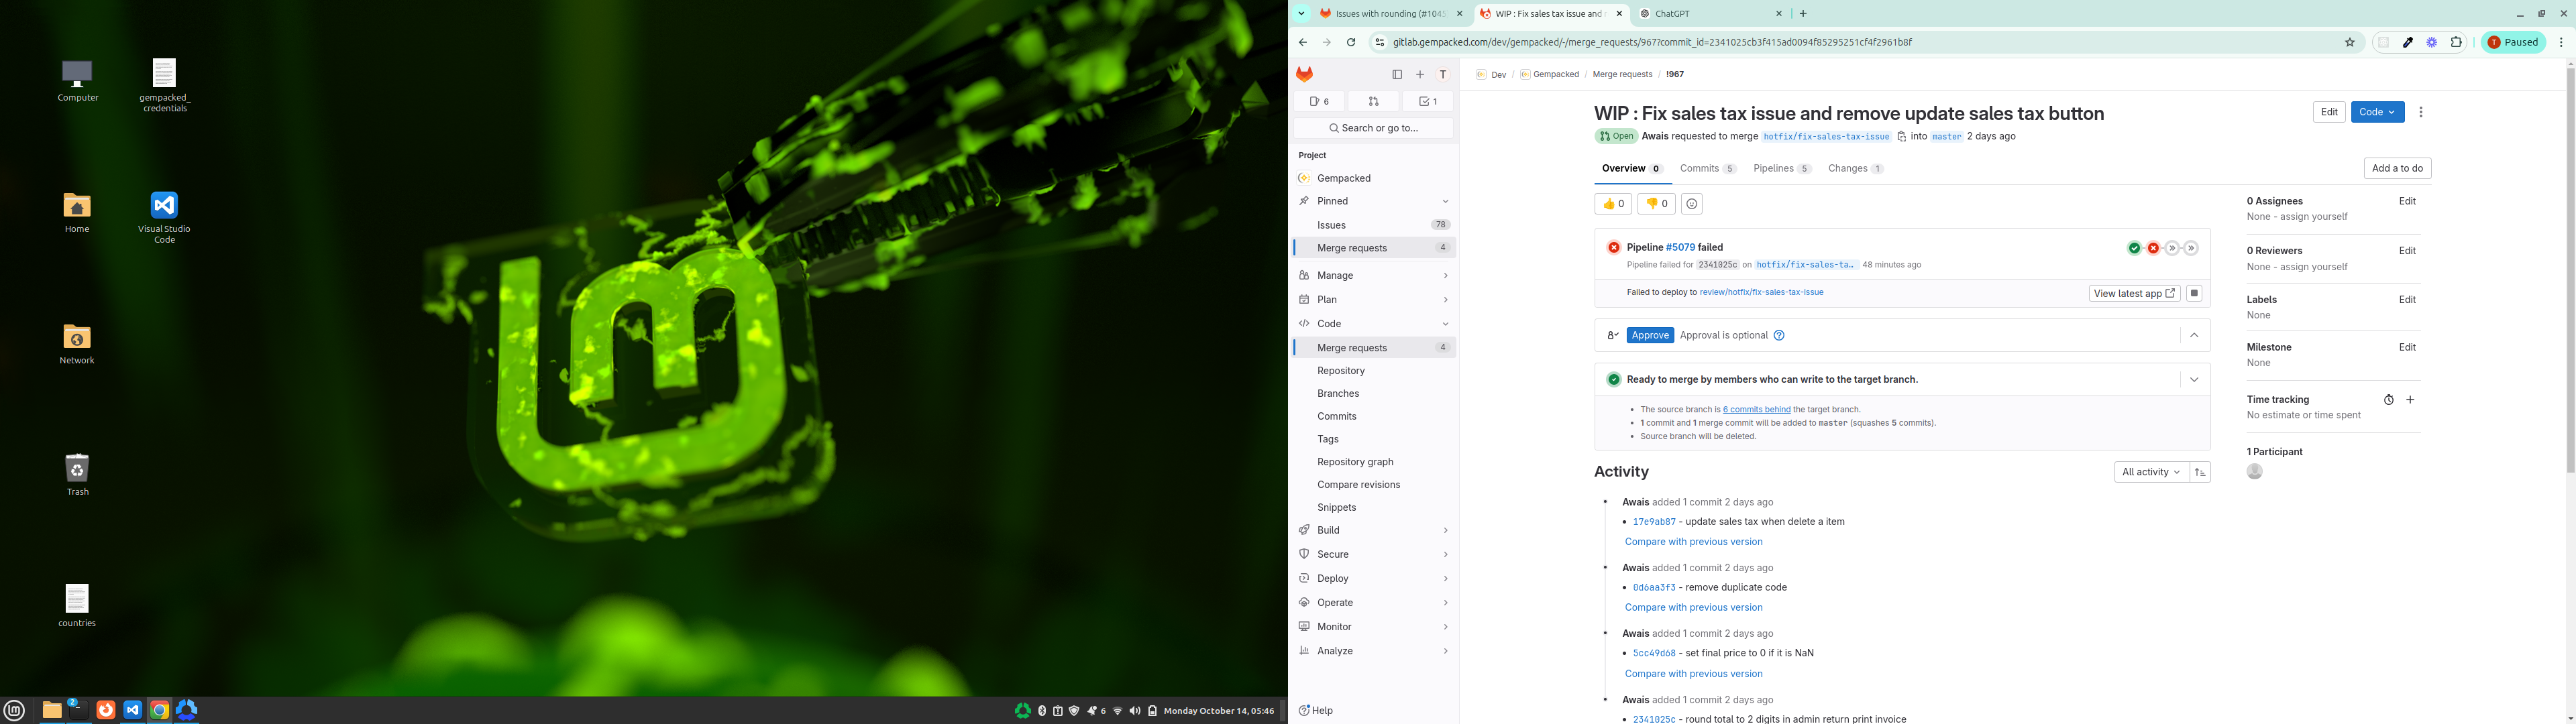 Computer
gempacked_
credentials
Home
Visual Studio
Code
Network
Trash
countries
2
6
Monday October 14, 05:46
Issues with rounding (#1045
WIP : Fix sales tax issue and r
ChatGPT
gitlab.gempacked.com/dev/gempacked/-/merge_requests/967?commit_id=2341025cb3f415ad0094f85295251cf4f2961b8f
T
Paused
T
6
1
Search or go to...
Project
Gempacked
Pinned
Issues 78
Merge requests 4
Manage
Plan
Code
Merge requests 4
Repository
Branches
Commits
Tags
Repository graph
Compare revisions
Snippets
Build
Secure
Deploy
Operate
Monitor
Analyze
Help
Dev / Gempacked / Merge requests / !967
WIP : Fix sales tax issue and remove update sales tax button
Edit
Code
Open Awais requested to merge hotfix/fix-sales-tax-issue into master 2 days ago
Overview 0 Commits 5 Pipelines 5 Changes 1
Add a to do
👍 0 👎 0
Pipeline #5079 failed
Pipeline failed for 2341025c on hotfix/fix-sales-ta... 48 minutes ago
Failed to deploy to review/hotfix/fix-sales-tax-issue
View latest app
Approve Approval is optional
Ready to merge by members who can write to the target branch.
• The source branch is 6 commits behind the target branch.
• 1 commit and 1 merge commit will be added to master (squashes 5 commits).
• Source branch will be deleted.
Activity
All activity
Awais added 1 commit 2 days ago
• 17e9ab87 - update sales tax when delete a item
Compare with previous version
Awais added 1 commit 2 days ago
• 0d6aa3f3 - remove duplicate code
Compare with previous version
Awais added 1 commit 2 days ago
• 5cc49d68 - set final price to 0 if it is NaN
Compare with previous version
Awais added 1 commit 2 days ago
• 2341025c - round total to 2 digits in admin return print invoice
0 Assignees Edit
None - assign yourself
0 Reviewers Edit
None - assign yourself
Labels Edit
None
Milestone Edit
None
Time tracking
No estimate or time spent
1 Participant